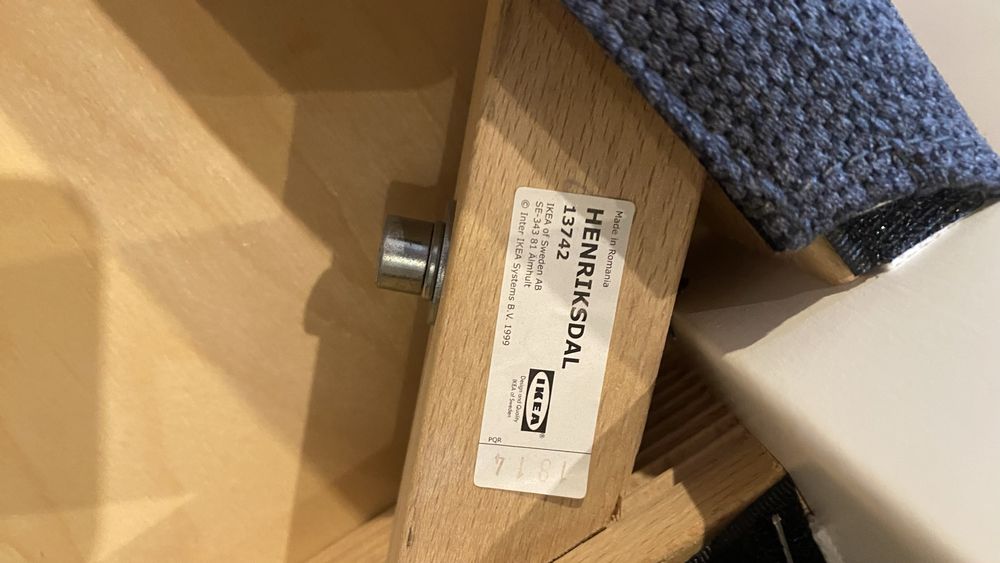 Made in Romania
HENRIKSDAL
13742
IKEA of Sweden AB
SE-343 81 Älmhult
© Inter IKEA Systems B.V. 1999
IKEA®
Design and Quality
IKEA of Sweden
PQR